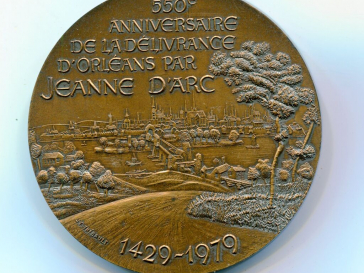 550e
ANNIVERSAIRE
DE LA DÉLIVRANCE
D'ORLÉANS PAR
JEANNE D'ARC
1429-1979